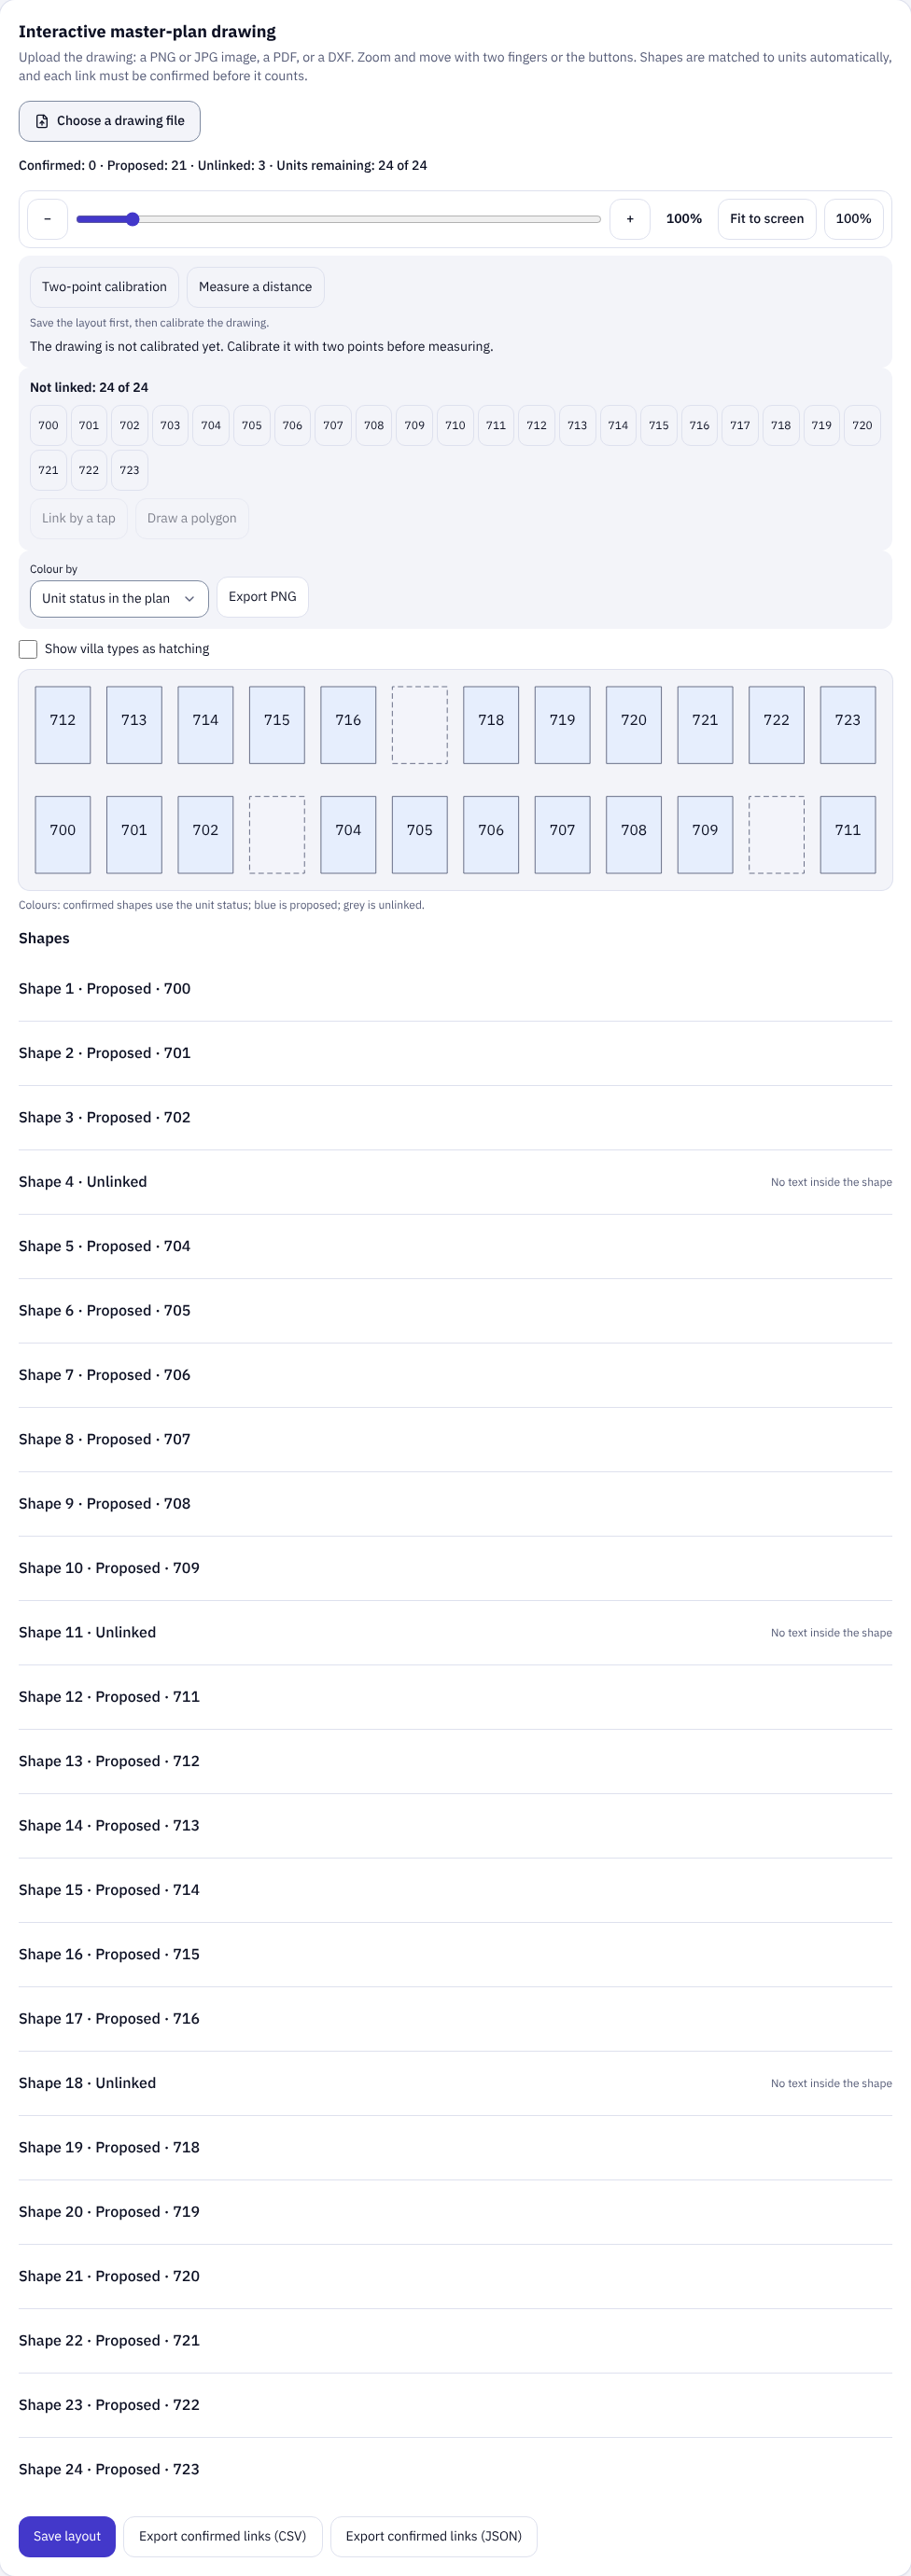 Interactive master-plan drawing
Upload the drawing: a PNG or JPG image, a PDF, or a DXF. Zoom and move with two fingers or the buttons. Shapes are matched to units automatically,
and each link must be confirmed before it counts.
Choose a drawing file
Confirmed: 0 · Proposed: 21 · Unlinked: 3 · Units remaining: 24 of 24
− + 100% Fit to screen 100%
Two-point calibration Measure a distance
Save the layout first, then calibrate the drawing.
The drawing is not calibrated yet. Calibrate it with two points before measuring.
Not linked: 24 of 24
700 701 702 703 704 705 706 707 708 709 710 711 712 713 714 715 716 717 718 719 720
721 722 723
Link by a tap Draw a polygon
Colour by
Unit status in the plan Export PNG
Show villa types as hatching
712 713 714 715 716 718 719 720 721 722 723
700 701 702 704 705 706 707 708 709 711
Colours: confirmed shapes use the unit status; blue is proposed; grey is unlinked.
Shapes
Shape 1 · Proposed · 700
Shape 2 · Proposed · 701
Shape 3 · Proposed · 702
Shape 4 · Unlinked No text inside the shape
Shape 5 · Proposed · 704
Shape 6 · Proposed · 705
Shape 7 · Proposed · 706
Shape 8 · Proposed · 707
Shape 9 · Proposed · 708
Shape 10 · Proposed · 709
Shape 11 · Unlinked No text inside the shape
Shape 12 · Proposed · 711
Shape 13 · Proposed · 712
Shape 14 · Proposed · 713
Shape 15 · Proposed · 714
Shape 16 · Proposed · 715
Shape 17 · Proposed · 716
Shape 18 · Unlinked No text inside the shape
Shape 19 · Proposed · 718
Shape 20 · Proposed · 719
Shape 21 · Proposed · 720
Shape 22 · Proposed · 721
Shape 23 · Proposed · 722
Shape 24 · Proposed · 723
Save layout Export confirmed links (CSV) Export confirmed links (JSON)